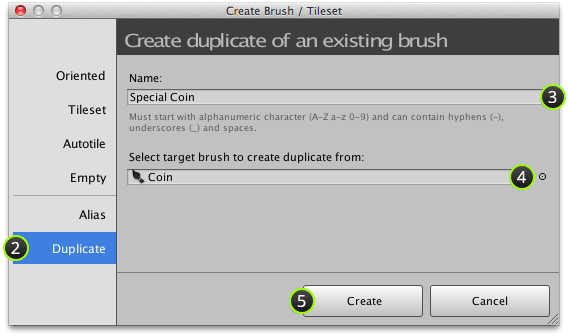 Create Brush / Tileset
Create duplicate of an existing brush
Oriented
Tileset
Autotile
Empty
Alias
2 Duplicate
Name:
Special Coin 3
Must start with alphanumeric character (A-Z a-z 0-9) and can contain hyphens (-),
underscores (_) and spaces.
Select target brush to create duplicate from:
Coin 4
5 Create
Cancel